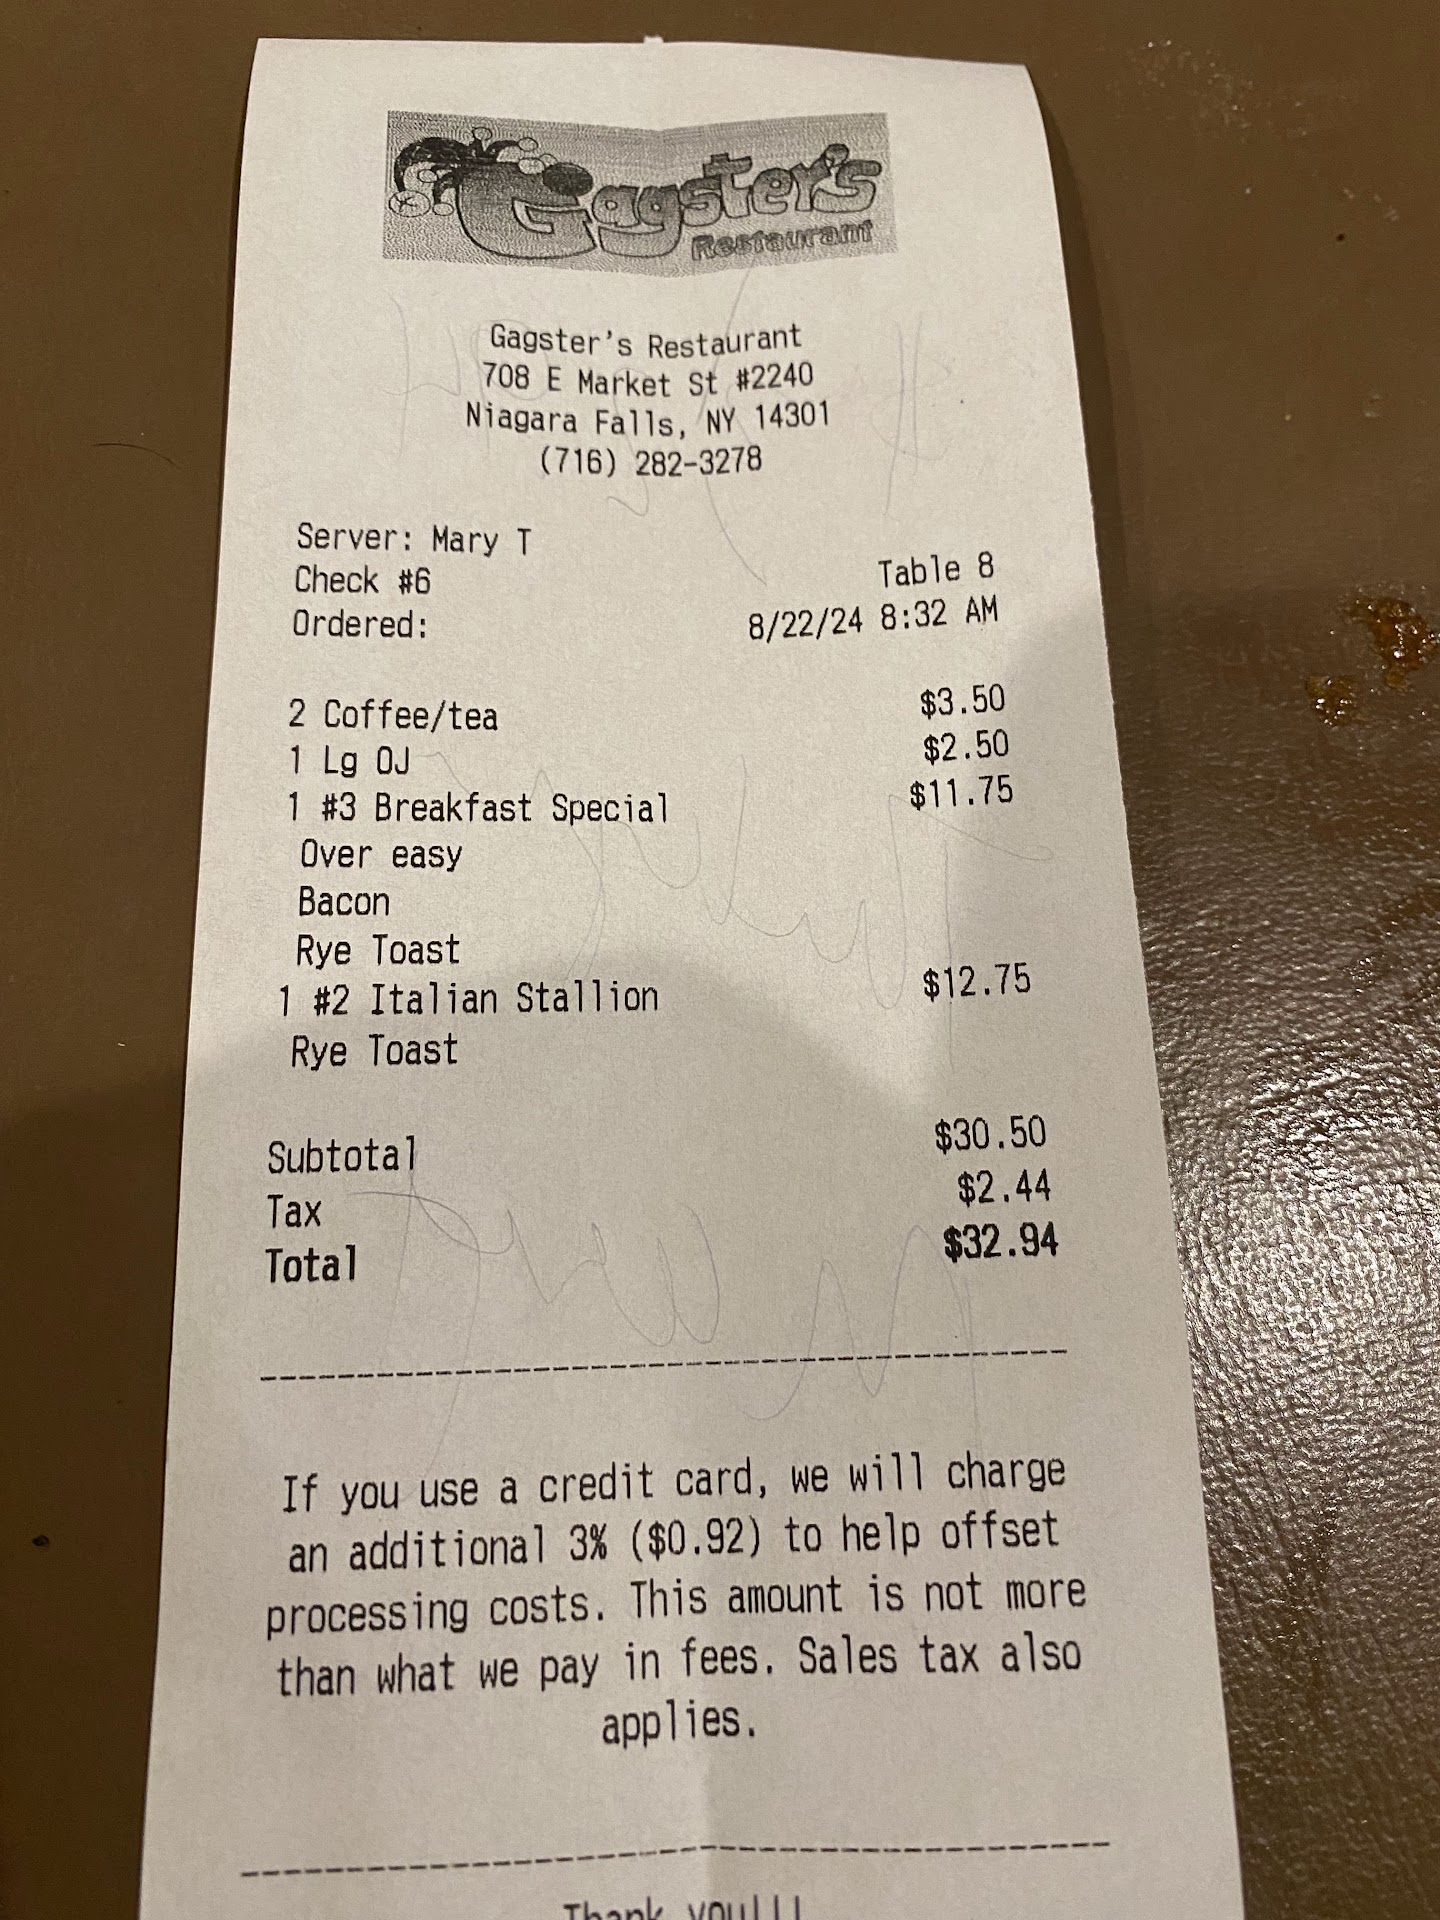 Gagster's
Restaurant
Gagster's Restaurant
708 E Market St #2240
Niagara Falls, NY 14301
(716) 282-3278
Server: Mary T
Check #6 Table 8
Ordered: 8/22/24 8:32 AM
2 Coffee/tea $3.50
1 Lg OJ $2.50
1 #3 Breakfast Special $11.75
Over easy
Bacon
Rye Toast
1 #2 Italian Stallion $12.75
Rye Toast
Subtotal $30.50
Tax $2.44
Total $32.94
If you use a credit card, we will charge
an additional 3% ($0.92) to help offset
processing costs. This amount is not more
than what we pay in fees. Sales tax also
applies.
Thank you!!!